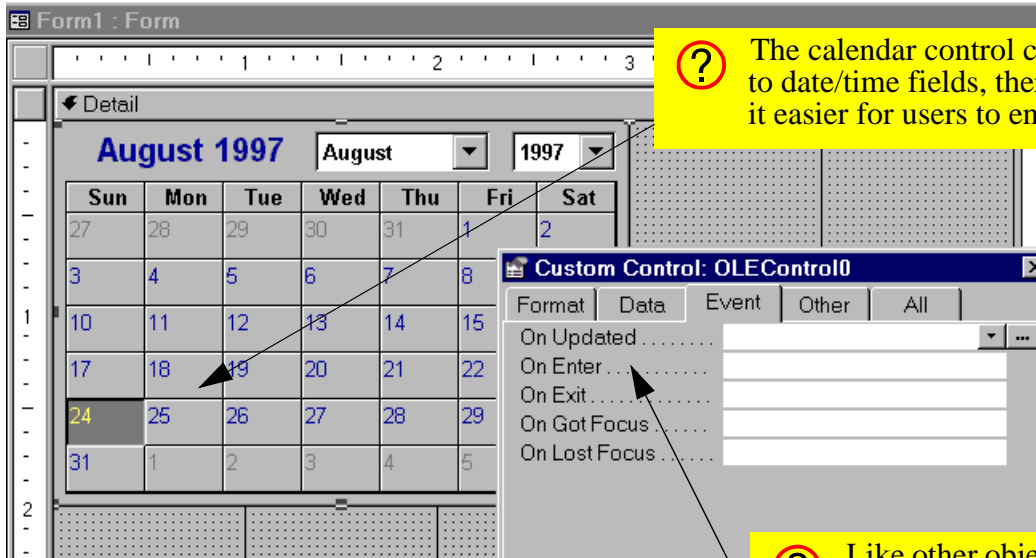 Form1 : Form
1 2 3
The calendar control c
to date/time fields, the
it easier for users to en
Detail
August 1997 August 1997
Sun Mon Tue Wed Thu Fri Sat
27 28 29 30 31 1 2
3 4 5 6 7 8
10 11 12 13 14 15
17 18 19 20 21 22
24 25 26 27 28 29
31 1 2 3 4 5
1
2
Custom Control: OLEControl0
Format Data Event Other All
On Updated ........
On Enter...........
On Exit.............
On Got Focus ......
On Lost Focus ......
? Like other obje